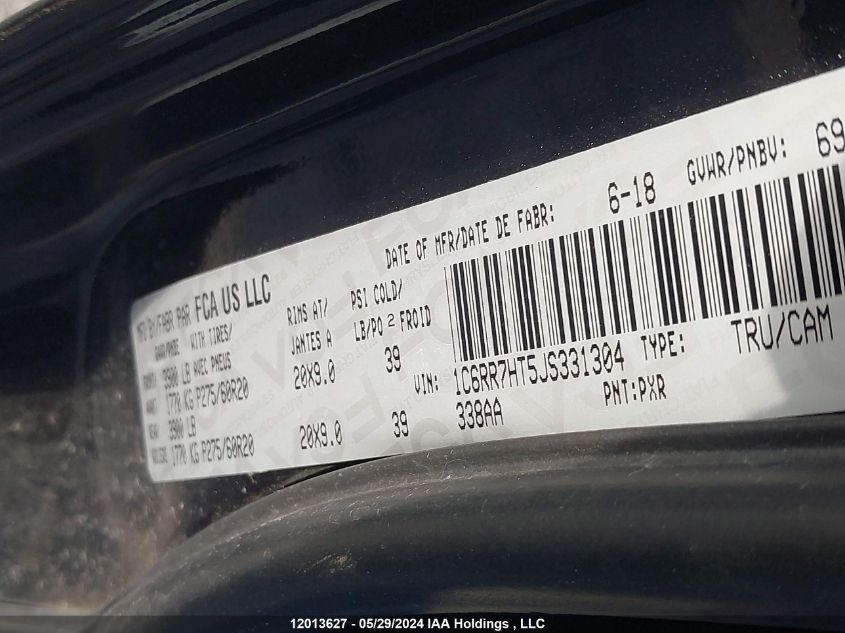 MFD BY/FABR PAR FCA US LLC
DATE OF MFR/DATE DE FABR: 6-18 GVWR/PNBV: 69
WITH TIRES/ RIMS AT/ PSI COLD/
AVEC PNEUS JANTES A LB/PO 2 FROID
3900 LB
1770 KG P275/60R20 20X9.0 39
3900 LB
1770 KG P275/60R20 20X9.0 39
VIN: 1C6RR7HT5JS331304 TYPE: TRU/CAM
338AA PNT:PXR
12013627 - 05/29/2024 IAA Holdings , LLC